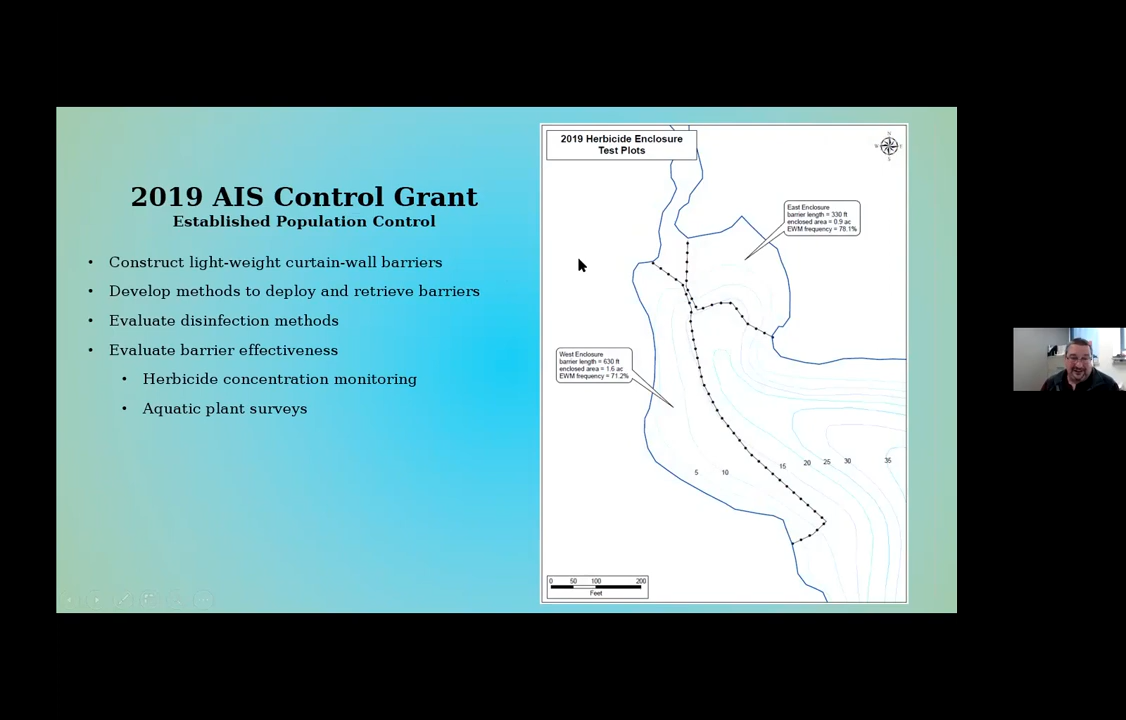 2019 AIS Control Grant
Established Population Control
• Construct light-weight curtain-wall barriers
• Develop methods to deploy and retrieve barriers
• Evaluate disinfection methods
• Evaluate barrier effectiveness
• Herbicide concentration monitoring
• Aquatic plant surveys
2019 Herbicide Enclosure
Test Plots
N
W E
S
East Enclosure
barrier length = 330 ft
enclosed area = 0.9 ac
EWM frequency = 78.1%
West Enclosure
barrier length = 630 ft
enclosed area = 1.6 ac
EWM frequency = 71.2%
5 10 15 20 25 30 35
0 50 100 200
Feet